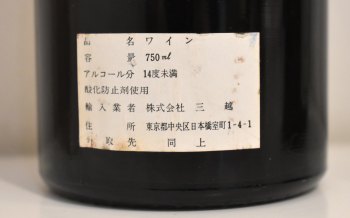 品 名 ワイン
容 量 750ml
アルコール分 14度未満
酸化防止剤使用
輸入業者 株式会社 三越
住 所 東京都中央区日本橋室町1-4-1
引取先 同上